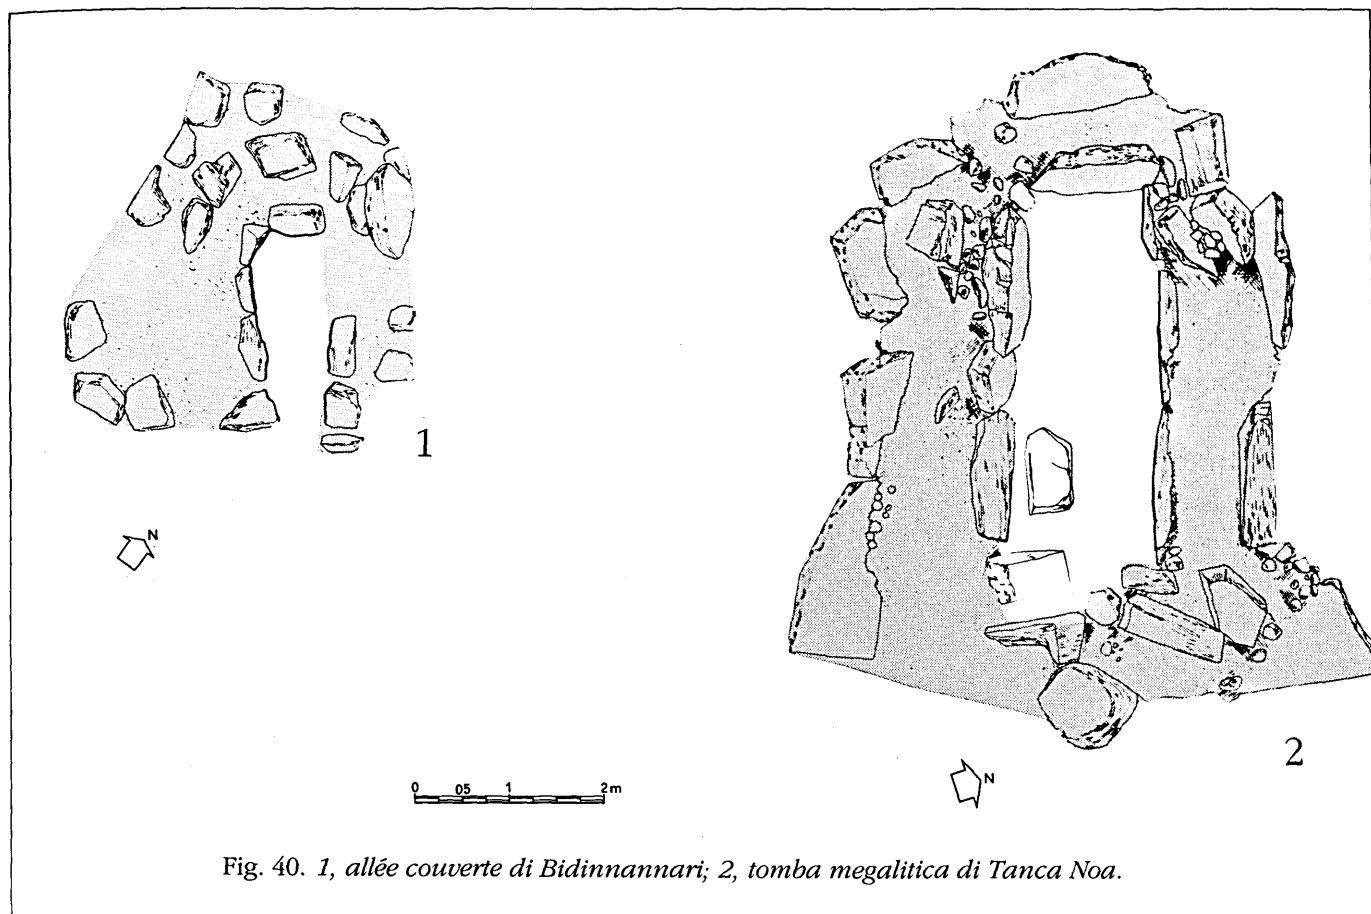 1
N
2
N
0 05 1 2m
Fig. 40. 1, allée couverte di Bidinnannari; 2, tomba megalitica di Tanca Noa.